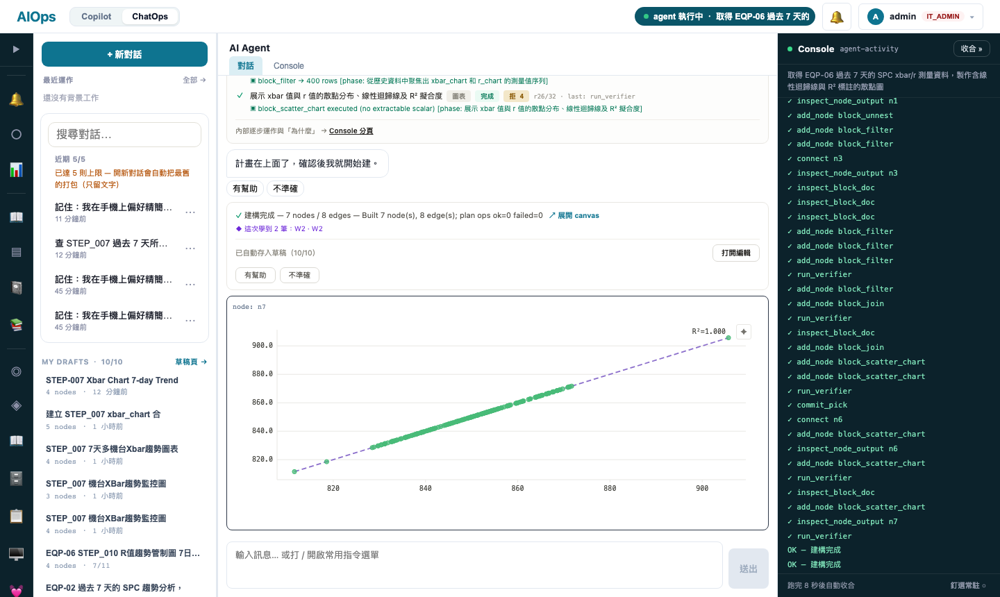 AIOps
Copilot
ChatOps
agent 執行中 · 取得 EQP-06 過去 7 天的
A
admin
IT_ADMIN
+ 新對話
最近運作
全部 →
還沒有背景工作
搜尋對話…
近期 5/5
已達 5 則上限 — 開新對話會自動把最舊
的打包（只留文字）
記住：我在手機上偏好精簡…
11 分鐘前
查 STEP_007 過去 7 天所…
12 分鐘前
記住：我在手機上偏好精簡…
45 分鐘前
記住：我在手機上偏好精簡…
45 分鐘前
MY DRAFTS · 10/10
草稿頁 →
STEP-007 Xbar Chart 7-day Trend
4 nodes · 12 分鐘前
建立 STEP_007 xbar_chart 合
5 nodes · 1 小時前
STEP_007 7天多機台Xbar趨勢圖表
4 nodes · 1 小時前
STEP_007 機台XBar趨勢監控圖
3 nodes · 1 小時前
STEP_007 機台XBar趨勢監控圖
4 nodes · 1 小時前
EQP-06 STEP_010 R值趨勢管制圖 7日…
4 nodes · 7/11
EQP-02 過去 7 天的 SPC 趨勢分析，
AI Agent
對話
Console
▣ block_filter → 400 rows [phase: 從歷史資料中聚焦出 xbar_chart 和 r_chart 的測量值序列]
✓ 展示 xbar 值與 r 值的散點分布、線性迴歸線及 R² 擬合度 圖表 完成 拒 4 r26/32 · last: run_verifier
▣ block_scatter_chart executed (no extractable scalar) [phase: 展示 xbar 值與 r 值的散點分布、線性迴歸線及 R² 擬合度]
內部逐步運作與「為什麼」 → Console 分頁
計畫在上面了，確認後我就開始建。
有幫助
不準確
✓ 建構完成 — 7 nodes / 8 edges — Built 7 node(s), 8 edge(s); plan ops ok=0 failed=0 ↗ 展開 canvas
◆ 這次學到 2 筆：W2 · W2
已自動存入草稿（10/10）
打開編輯
有幫助
不準確
node: n7
R²=1.000
900.0
880.0
860.0
840.0
820.0
820
840
860
880
900
輸入訊息… 或打 / 開啟常用指令選單
送出
Console agent-activity
收合 »
取得 EQP-06 過去 7 天的 SPC xbar/r 測量資料，製作含線
性迴歸線與 R² 標註的散點圖
✓ inspect_node_output n1
✓ add_node block_unnest
✓ add_node block_filter
✓ add_node block_filter
✓ connect n3
✓ inspect_node_output n3
✓ inspect_block_doc
✓ inspect_block_doc
✓ inspect_block_doc
✓ add_node block_filter
✓ add_node block_filter
✓ add_node block_filter
✓ run_verifier
✓ add_node block_filter
✓ add_node block_join
✓ run_verifier
✓ inspect_block_doc
✓ add_node block_join
✓ add_node block_scatter_chart
✓ add_node block_scatter_chart
✓ run_verifier
✓ commit_pick
✓ connect n6
✓ add_node block_scatter_chart
✓ inspect_node_output n6
✓ add_node block_scatter_chart
✓ run_verifier
✓ inspect_block_doc
✓ add_node block_scatter_chart
✓ inspect_node_output n7
✓ run_verifier
OK — 建構完成
OK — 建構完成
跑完 8 秒後自動收合
釘選常駐 ○